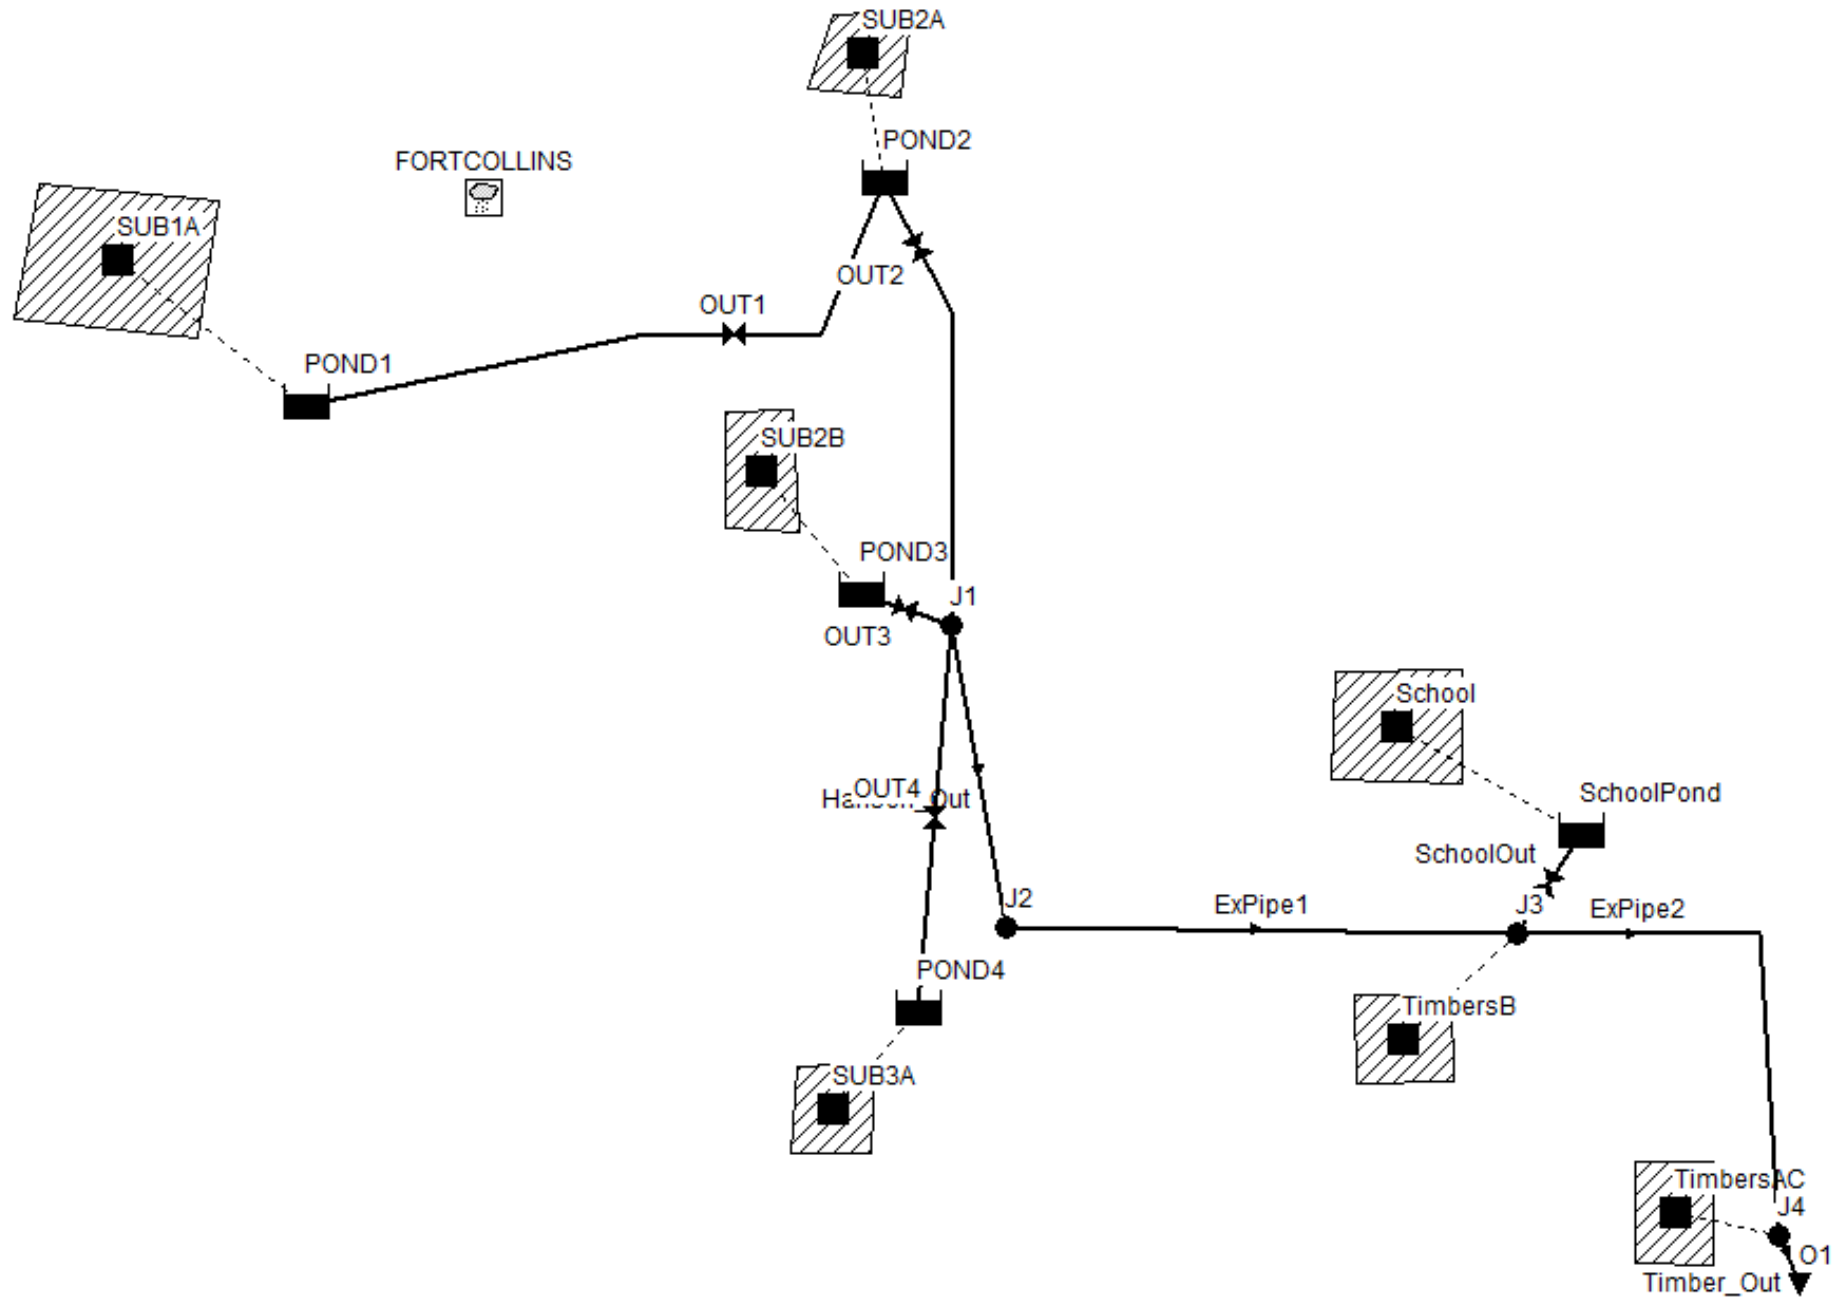 SUB2A
POND2
FORTCOLLINS
SUB1A
OUT2
OUT1
POND1
SUB2B
POND3
J1
OUT3
School
OUT4
SchoolPond
SchoolOut
J2
ExPipe1
J3
ExPipe2
POND4
TimbersB
SUB3A
TimbersAC
J4
O1
Timber_Out